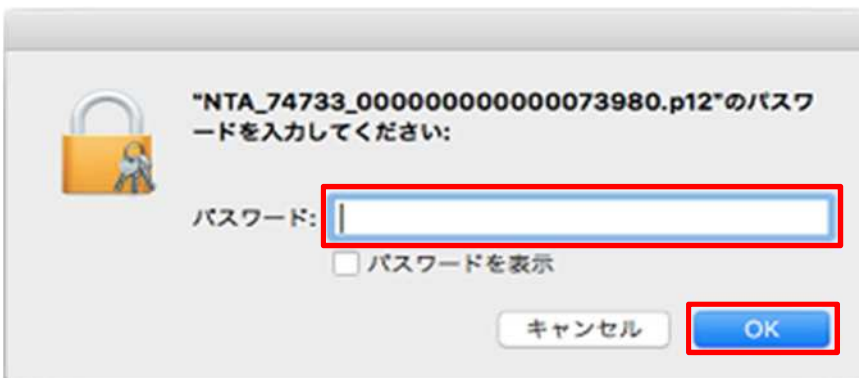 "NTA_74733_000000000000073980.p12"のパスワ
ードを入力してください:
パスワード:
パスワードを表示
キャンセル OK